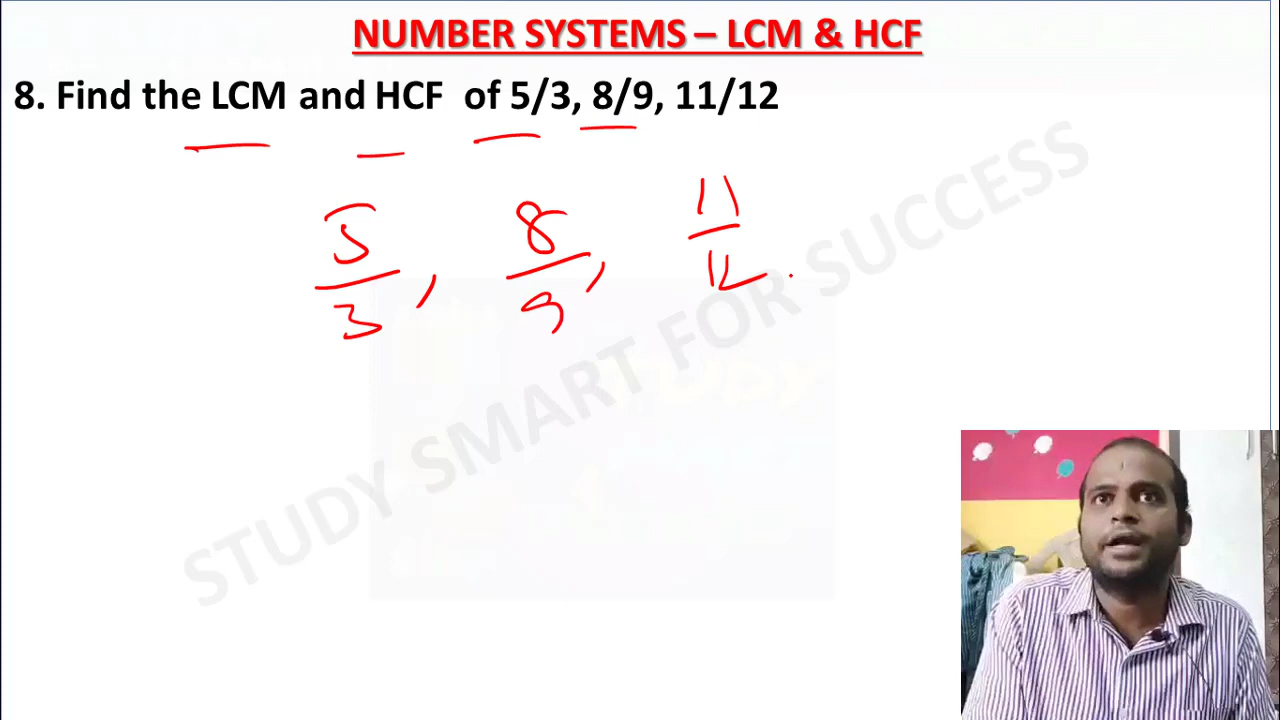 NUMBER SYSTEMS – LCM & HCF
8. Find the LCM and HCF of 5/3, 8/9, 11/12
5/3, 8/9, 11/12.
STUDY SMART FOR SUCCESS